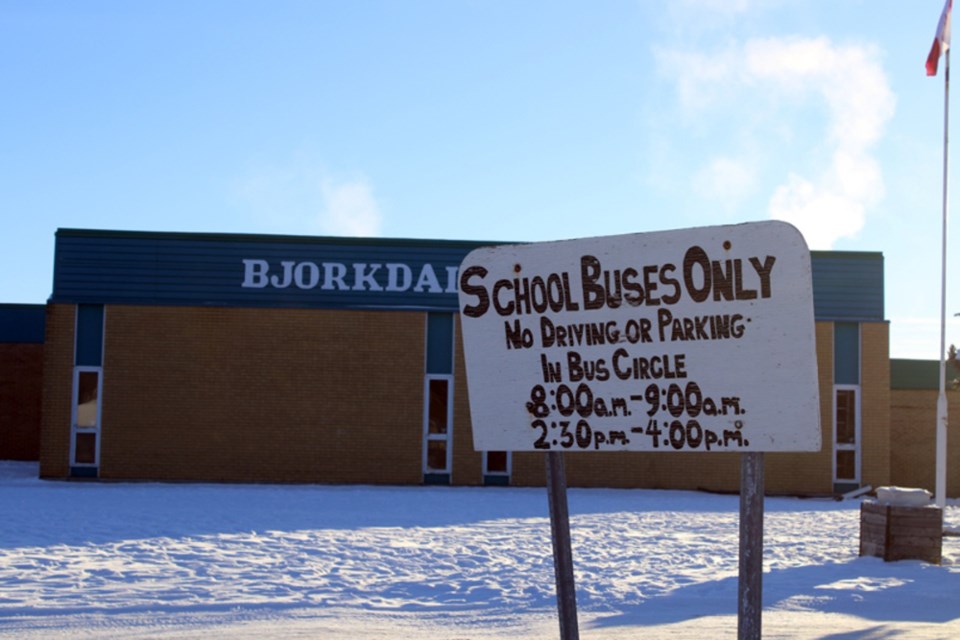 BJORKDAL
SCHOOL BUSES ONLY
NO DRIVING OR PARKING
IN BUS CIRCLE
8:00a.m.-9:00a.m.
2:30p.m.-4:00p.m.